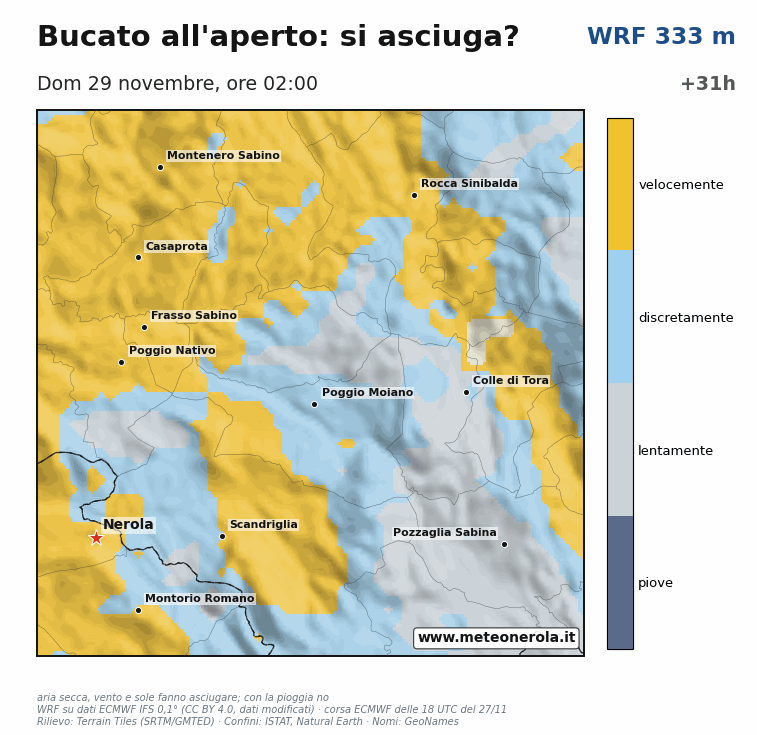 Bucato all'aperto: si asciuga?
WRF 333 m
Dom 29 novembre, ore 02:00
+31h
Montenero Sabino
Rocca Sinibalda
Casaprota
Frasso Sabino
Poggio Nativo
Colle di Tora
Poggio Moiano
Nerola
Scandriglia
Pozzaglia Sabina
Montorio Romano
www.meteonerola.it
velocemente
discretamente
lentamente
piove
aria secca, vento e sole fanno asciugare; con la pioggia no
WRF su dati ECMWF IFS 0,1° (CC BY 4.0, dati modificati) · corsa ECMWF delle 18 UTC del 27/11
Rilievo: Terrain Tiles (SRTM/GMTED) · Confini: ISTAT, Natural Earth · Nomi: GeoNames